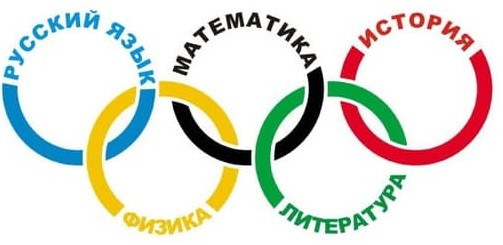 РУССКИЙ ЯЗЫК
МАТЕМАТИКА
ИСТОРИЯ
ФИЗИКА
ЛИТЕРАТУРА